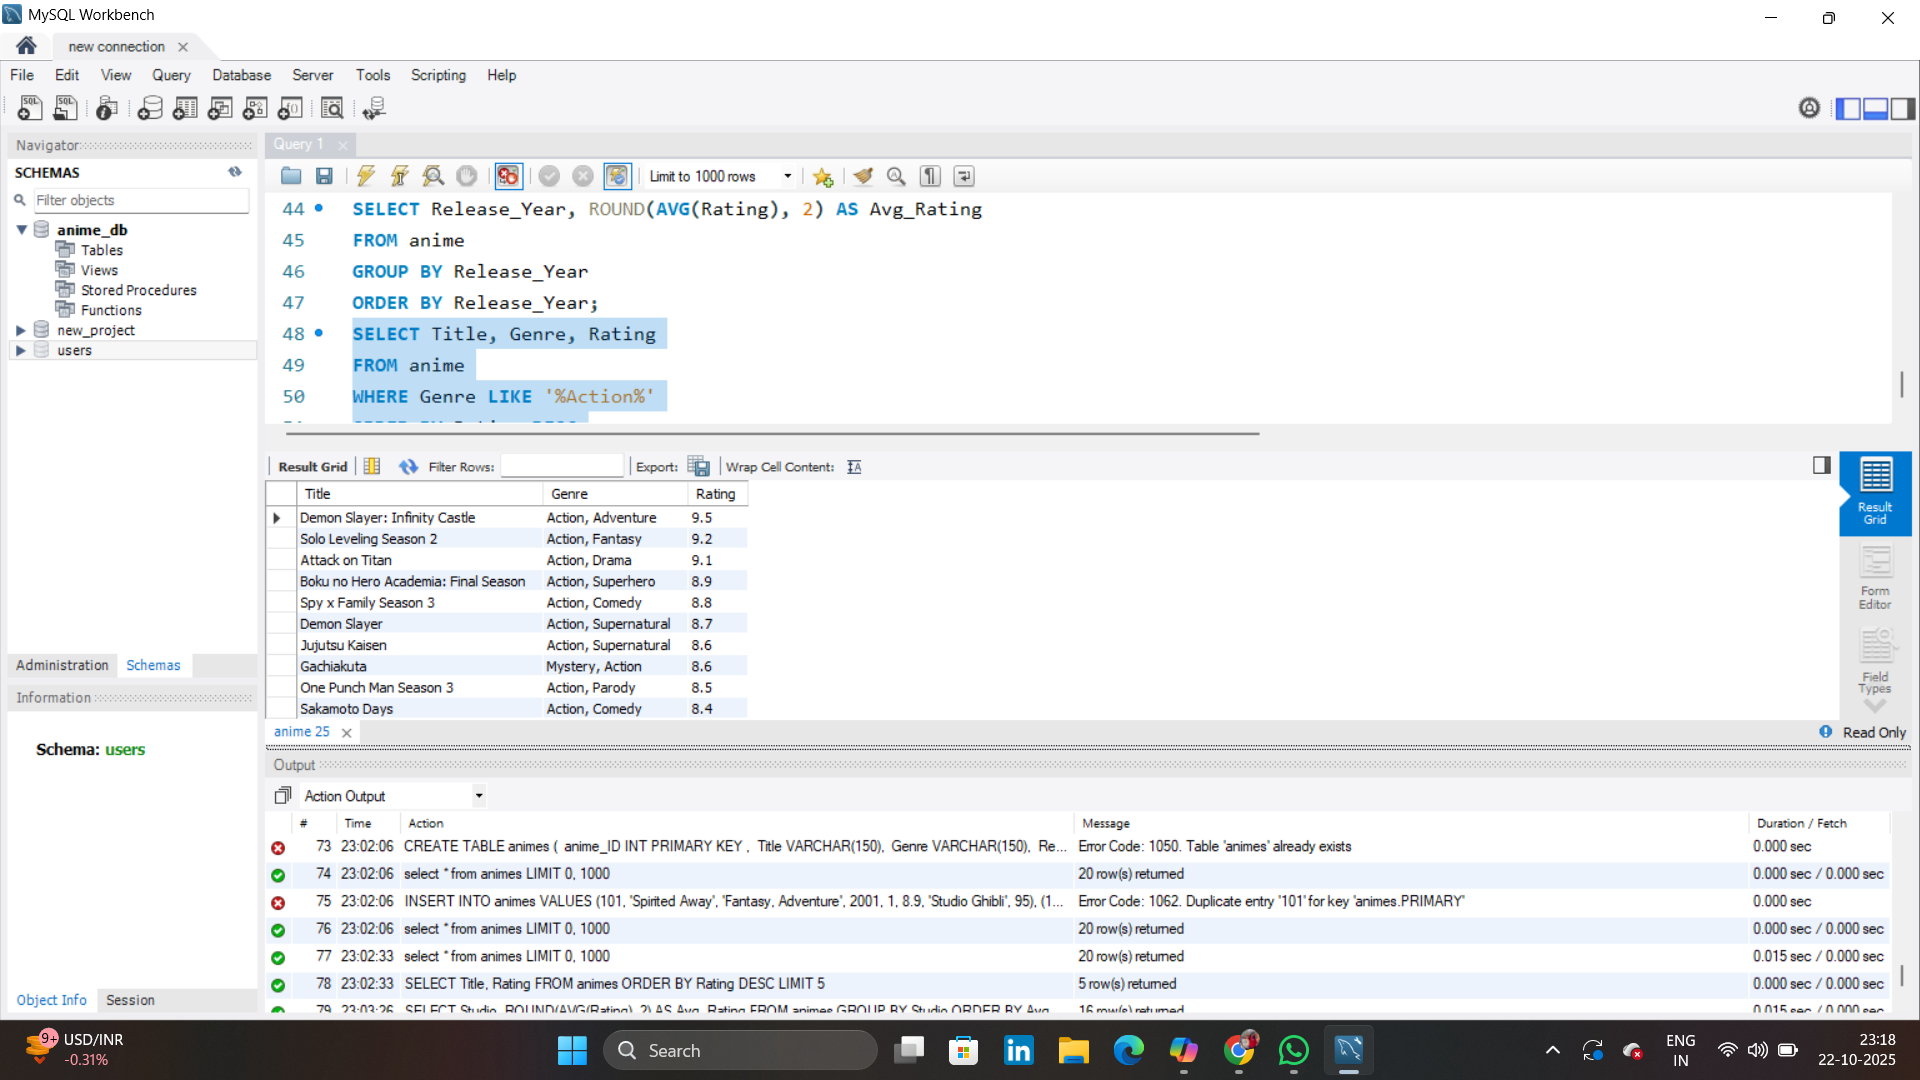 MySQL Workbench
new connection
File Edit View Query Database Server Tools Scripting Help
Navigator
SCHEMAS
Filter objects
anime_db
Tables
Views
Stored Procedures
Functions
new_project
users
Administration Schemas
Information
Schema: users
Object Info Session
Query 1
Limit to 1000 rows
44 SELECT Release_Year, ROUND(AVG(Rating), 2) AS Avg_Rating
45 FROM anime
46 GROUP BY Release_Year
47 ORDER BY Release_Year;
48 SELECT Title, Genre, Rating
49 FROM anime
50 WHERE Genre LIKE '%Action%'
Result Grid Filter Rows: Export: Wrap Cell Content:
Title Genre Rating
Demon Slayer: Infinity Castle Action, Adventure 9.5
Solo Leveling Season 2 Action, Fantasy 9.2
Attack on Titan Action, Drama 9.1
Boku no Hero Academia: Final Season Action, Superhero 8.9
Spy x Family Season 3 Action, Comedy 8.8
Demon Slayer Action, Supernatural 8.7
Jujutsu Kaisen Action, Supernatural 8.6
Gachiakuta Mystery, Action 8.6
One Punch Man Season 3 Action, Parody 8.5
Sakamoto Days Action, Comedy 8.4
Result
Grid
Form
Editor
Field
Types
anime 25
Read Only
Output
Action Output
# Time Action Message Duration / Fetch
73 23:02:06 CREATE TABLE animes ( anime_ID INT PRIMARY KEY , Title VARCHAR(150), Genre VARCHAR(150), Re... Error Code: 1050. Table 'animes' already exists 0.000 sec
74 23:02:06 select * from animes LIMIT 0, 1000 20 row(s) returned 0.000 sec / 0.000 sec
75 23:02:06 INSERT INTO animes VALUES (101, 'Spirited Away', 'Fantasy, Adventure', 2001, 1, 8.9, 'Studio Ghibli', 95), (1... Error Code: 1062. Duplicate entry '101' for key 'animes.PRIMARY' 0.000 sec
76 23:02:06 select * from animes LIMIT 0, 1000 20 row(s) returned 0.000 sec / 0.000 sec
77 23:02:33 select * from animes LIMIT 0, 1000 20 row(s) returned 0.015 sec / 0.000 sec
78 23:02:33 SELECT Title, Rating FROM animes ORDER BY Rating DESC LIMIT 5 5 row(s) returned 0.000 sec / 0.000 sec
79 23:03:26 SELECT Studio, ROUND(AVG(Rating), 2) AS Avg_Rating FROM animes GROUP BY Studio ORDER BY Avg 16 row(s) returned 0.015 sec / 0.000 sec
9+
USD/INR
-0.31%
Search
ENG
IN
23:18
22-10-2025